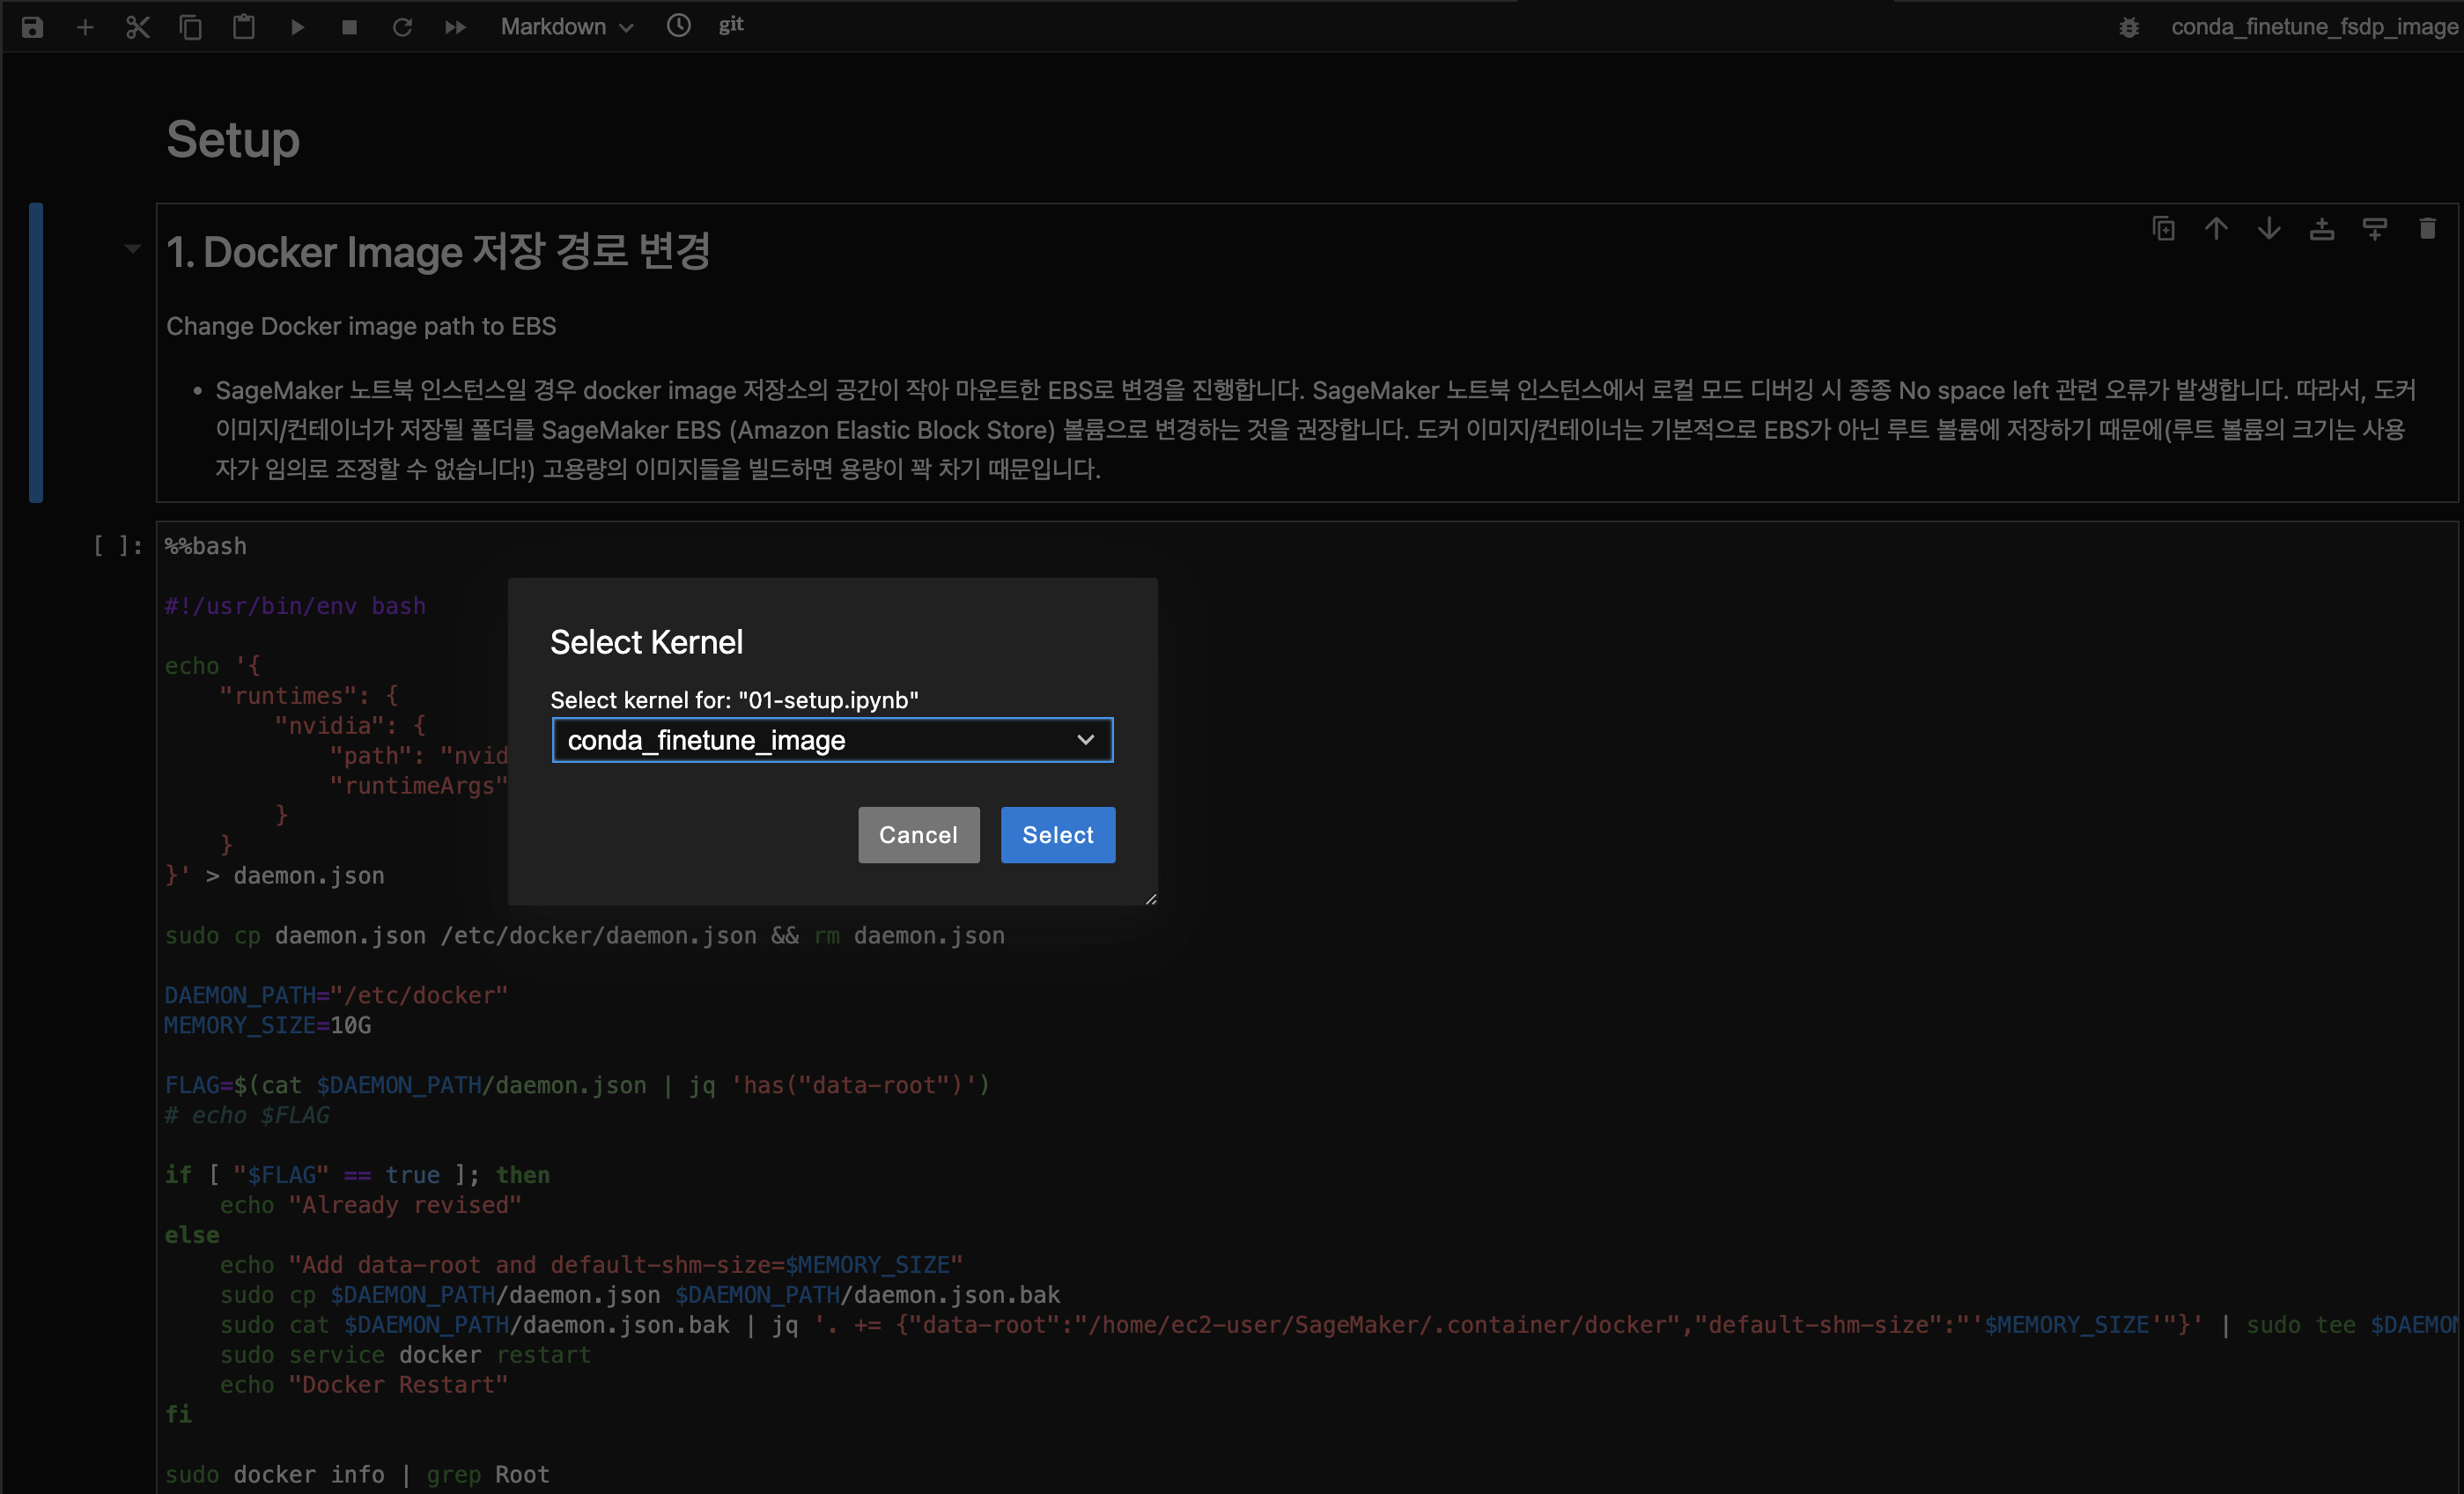 Markdown
git
conda_finetune_fsdp_image
Setup
1. Docker Image 저장 경로 변경
Change Docker image path to EBS
• SageMaker 노트북 인스턴스일 경우 docker image 저장소의 공간이 작아 마운트한 EBS로 변경을 진행합니다. SageMaker 노트북 인스턴스에서 로컬 모드 디버깅 시 종종 No space left 관련 오류가 발생합니다. 따라서, 도커
이미지/컨테이너가 저장될 폴더를 SageMaker EBS (Amazon Elastic Block Store) 볼륨으로 변경하는 것을 권장합니다. 도커 이미지/컨테이너는 기본적으로 EBS가 아닌 루트 볼륨에 저장하기 때문에(루트 볼륨의 크기는 사용
자가 임의로 조정할 수 없습니다!) 고용량의 이미지들을 빌드하면 용량이 꽉 차기 때문입니다.
[ ]: %%bash
#!/usr/bin/env bash
echo '{
    "runtimes": {
        "nvidia": {
            "path": "nvid
            "runtimeArgs"
        }
    }
}' > daemon.json
Select Kernel
Select kernel for: "01-setup.ipynb"
conda_finetune_image
Cancel
Select
sudo cp daemon.json /etc/docker/daemon.json && rm daemon.json
DAEMON_PATH="/etc/docker"
MEMORY_SIZE=10G
FLAG=$(cat $DAEMON_PATH/daemon.json | jq 'has("data-root")')
# echo $FLAG
if [ "$FLAG" == true ]; then
    echo "Already revised"
else
    echo "Add data-root and default-shm-size=$MEMORY_SIZE"
    sudo cp $DAEMON_PATH/daemon.json $DAEMON_PATH/daemon.json.bak
    sudo cat $DAEMON_PATH/daemon.json.bak | jq '. += {"data-root":"/home/ec2-user/SageMaker/.container/docker","default-shm-size":"'$MEMORY_SIZE'"}' | sudo tee $DAEMON
    sudo service docker restart
    echo "Docker Restart"
fi
sudo docker info | grep Root